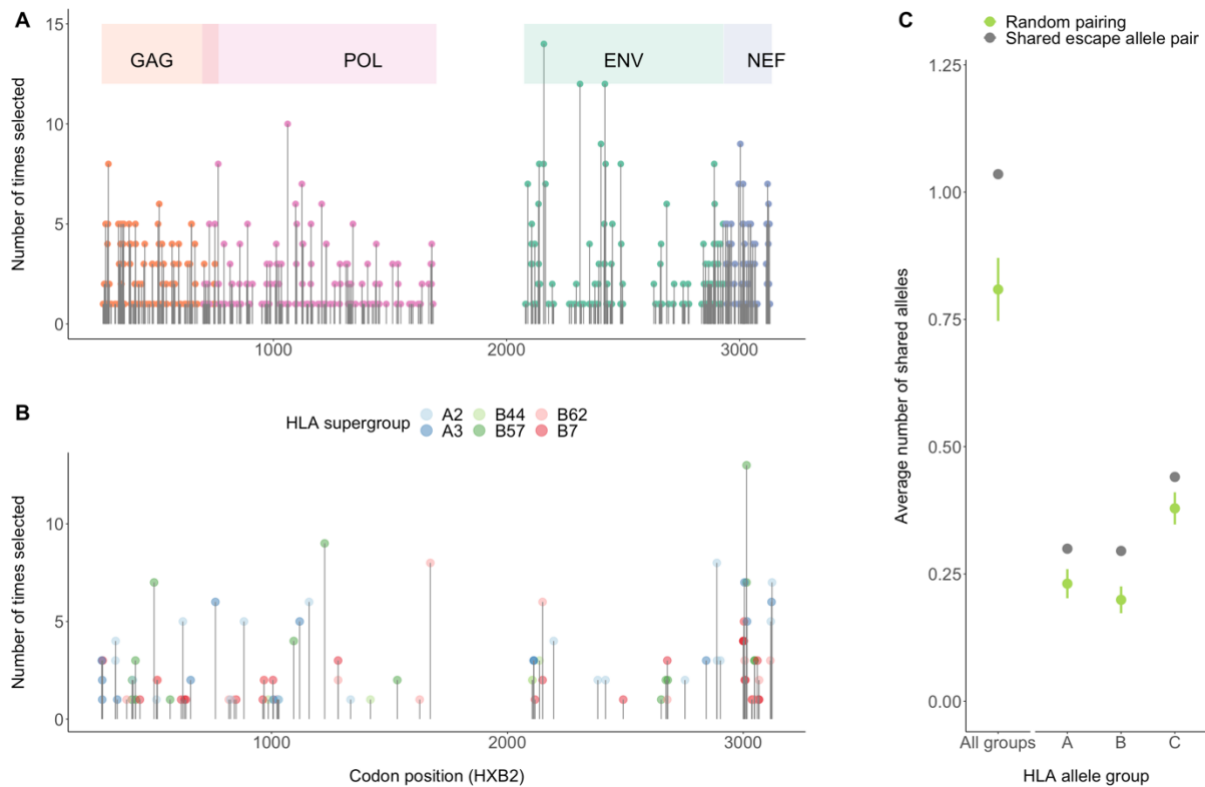 A
15
10
5
0
Number of times selected
GAG
POL
ENV
NEF
1000
2000
3000
B
HLA supergroup
A2
B44
B62
A3
B57
B7
10
5
0
Number of times selected
1000
2000
3000
Codon position (HXB2)
C
Random pairing
Shared escape allele pair
1.25
1.00
0.75
0.50
0.25
0.00
Average number of shared alleles
All groups
A
B
C
HLA allele group